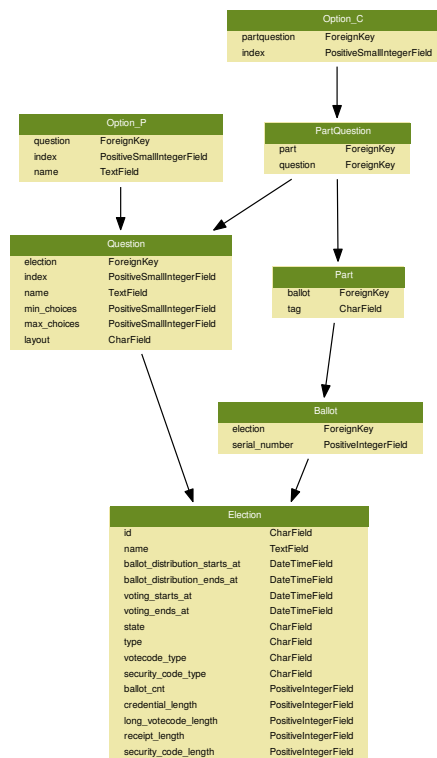 Option_C
partquestion ForeignKey
index PositiveSmallIntegerField
Option_P
question ForeignKey
index PositiveSmallIntegerField
name TextField
PartQuestion
part ForeignKey
question ForeignKey
Question
election ForeignKey
index PositiveSmallIntegerField
name TextField
min_choices PositiveSmallIntegerField
max_choices PositiveSmallIntegerField
layout CharField
Part
ballot ForeignKey
tag CharField
Ballot
election ForeignKey
serial_number PositiveIntegerField
Election
id CharField
name TextField
ballot_distribution_starts_at DateTimeField
ballot_distribution_ends_at DateTimeField
voting_starts_at DateTimeField
voting_ends_at DateTimeField
state CharField
type CharField
votecode_type CharField
security_code_type CharField
ballot_cnt PositiveIntegerField
credential_length PositiveIntegerField
long_votecode_length PositiveIntegerField
receipt_length PositiveIntegerField
security_code_length PositiveIntegerField